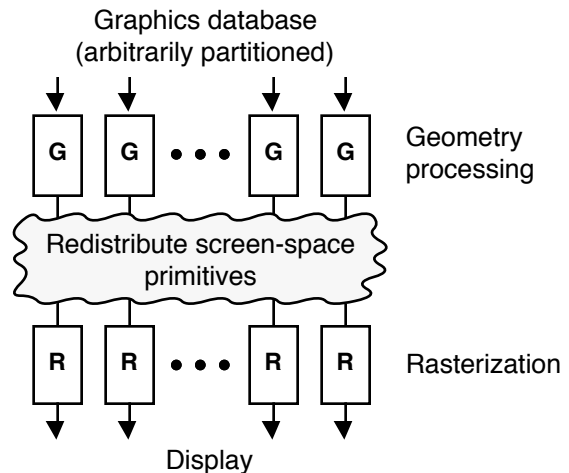 Graphics database
(arbitrarily partitioned)
G G G G
Geometry
processing
Redistribute screen-space
primitives
R R R R
Rasterization
Display